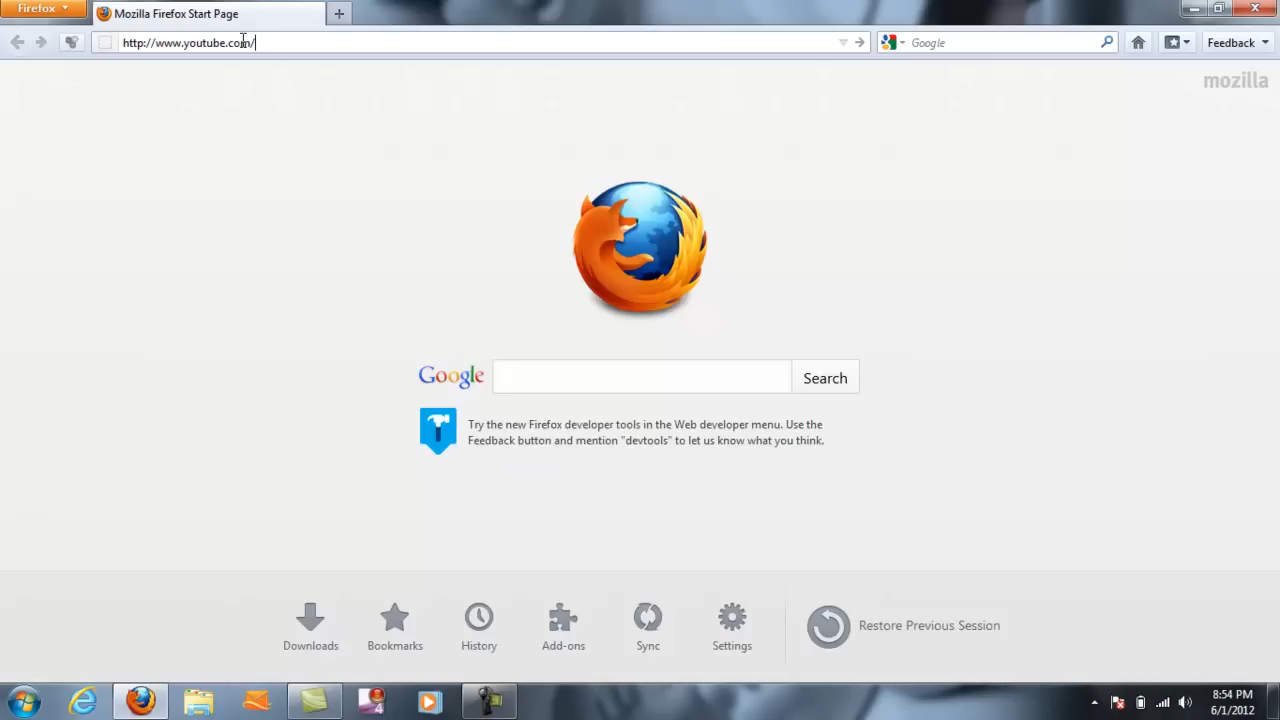 Firefox
Mozilla Firefox Start Page
http://www.youtube.com/
Google
Feedback
mozilla
Google
Search
Try the new Firefox developer tools in the Web developer menu. Use the
Feedback button and mention "devtools" to let us know what you think.
Downloads
Bookmarks
History
Add-ons
Sync
Settings
Restore Previous Session
4
8:54 PM
6/1/2012